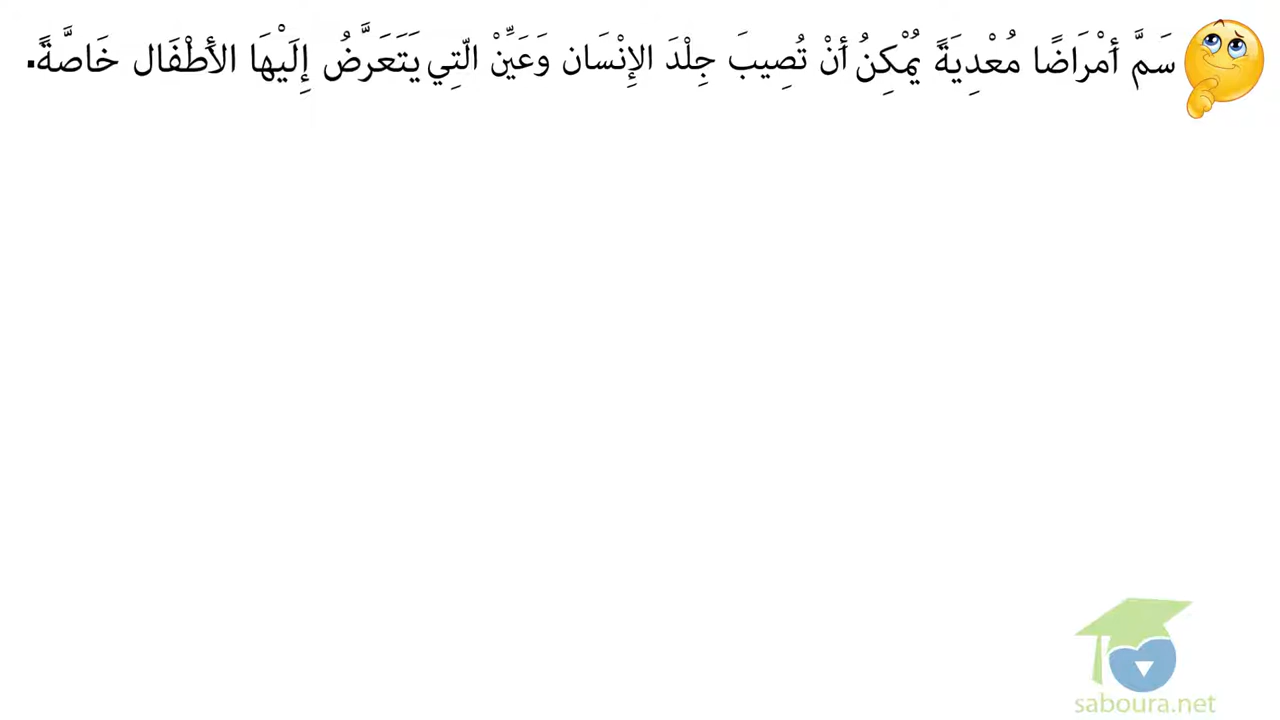 سَمَّ أَمْرَاضًا مُعْدِيَةً يُمْكِنُ أَنْ تُصِيبَ جِلْدَ الإِنْسَان وَعَيِّنْ الّتِي يَتَعَرَّضُ إِلَيْهَا الأَطْفَال خَاصَّةً.
saboura.net